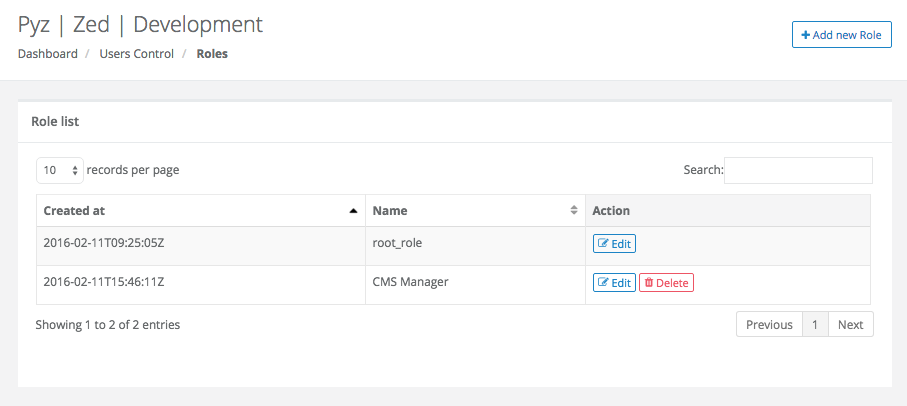 Pyz | Zed | Development
Dashboard / Users Control / Roles
Add new Role
Role list
10 records per page
Search:
Created at Name Action
2016-02-11T09:25:05Z root_role Edit
2016-02-11T15:46:11Z CMS Manager Edit Delete
Showing 1 to 2 of 2 entries
Previous 1 Next